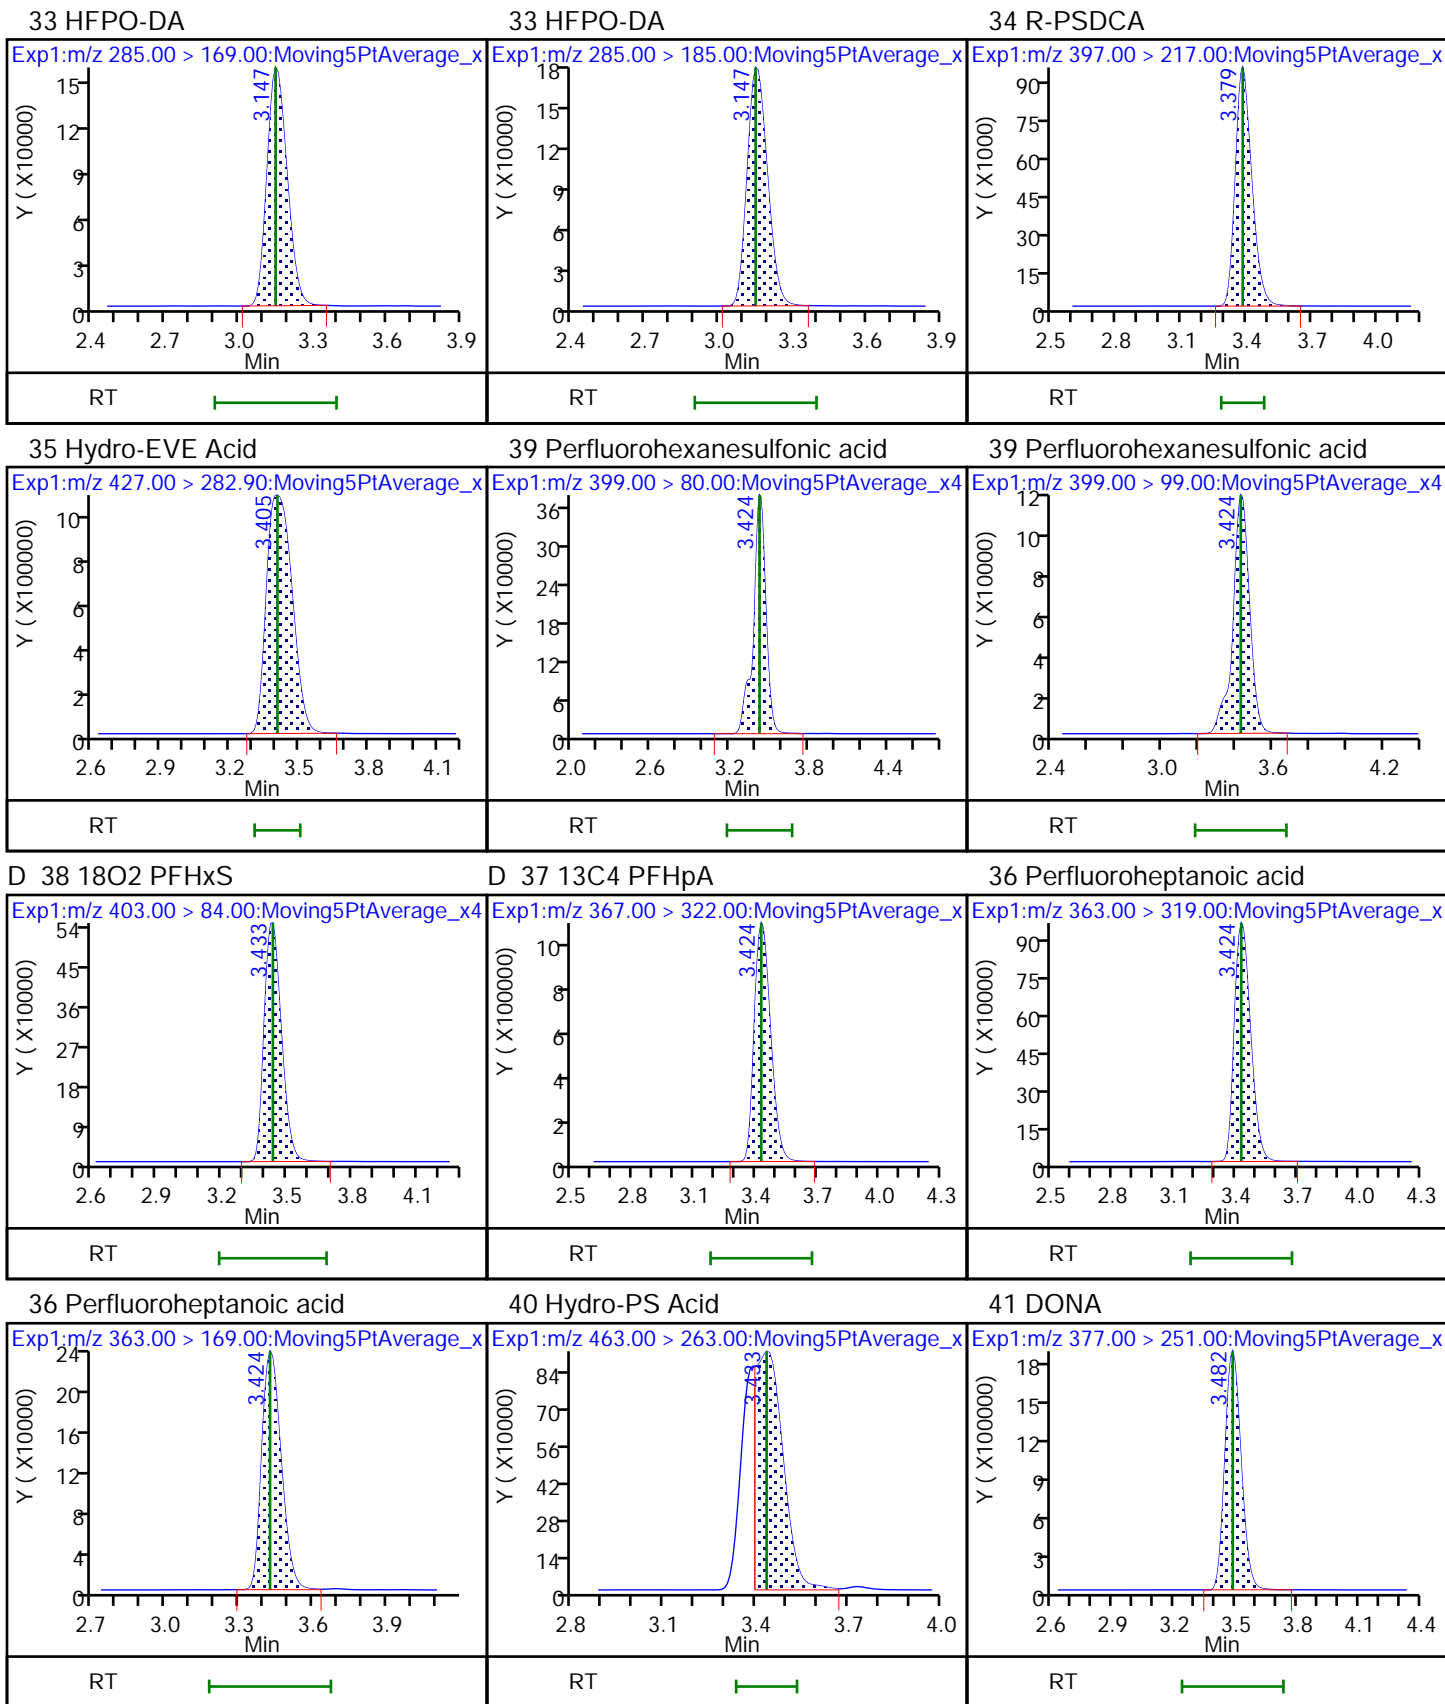 33 HFPO-DA
Exp1:m/z 285.00 > 169.00:Moving5PtAverage_x
Y ( X10000)
15
12
9
6
3
0
3.147
2.4 2.7 3.0 3.3 3.6 3.9
Min
RT
33 HFPO-DA
Exp1:m/z 285.00 > 185.00:Moving5PtAverage_x
Y ( X10000)
18
15
12
9
6
3
0
3.147
2.4 2.7 3.0 3.3 3.6 3.9
Min
RT
34 R-PSDCA
Exp1:m/z 397.00 > 217.00:Moving5PtAverage_x
Y ( X1000)
90
75
60
45
30
15
0
3.379
2.5 2.8 3.1 3.4 3.7 4.0
Min
RT
35 Hydro-EVE Acid
Exp1:m/z 427.00 > 282.90:Moving5PtAverage_x
Y ( X100000)
10
8
6
4
2
0
3.405
2.6 2.9 3.2 3.5 3.8 4.1
Min
RT
39 Perfluorohexanesulfonic acid
Exp1:m/z 399.00 > 80.00:Moving5PtAverage_x4
Y ( X10000)
36
30
24
18
12
6
0
3.424
2.0 2.6 3.2 3.8 4.4
Min
RT
39 Perfluorohexanesulfonic acid
Exp1:m/z 399.00 > 99.00:Moving5PtAverage_x4
Y ( X10000)
12
10
8
6
4
2
0
3.424
2.4 3.0 3.6 4.2
Min
RT
D 38 18O2 PFHxS
Exp1:m/z 403.00 > 84.00:Moving5PtAverage_x4
Y ( X10000)
54
45
36
27
18
9
0
3.433
2.6 2.9 3.2 3.5 3.8 4.1
Min
RT
D 37 13C4 PFHpA
Exp1:m/z 367.00 > 322.00:Moving5PtAverage_x
Y ( X100000)
10
8
6
4
2
0
3.424
2.5 2.8 3.1 3.4 3.7 4.0 4.3
Min
RT
36 Perfluoroheptanoic acid
Exp1:m/z 363.00 > 319.00:Moving5PtAverage_x
Y ( X10000)
90
75
60
45
30
15
0
3.424
2.5 2.8 3.1 3.4 3.7 4.0 4.3
Min
RT
36 Perfluoroheptanoic acid
Exp1:m/z 363.00 > 169.00:Moving5PtAverage_x
Y ( X10000)
24
20
16
12
8
4
0
3.424
2.7 3.0 3.3 3.6 3.9
Min
RT
40 Hydro-PS Acid
Exp1:m/z 463.00 > 263.00:Moving5PtAverage_x
Y ( X10000)
84
70
56
42
28
14
0
3.433
2.8 3.1 3.4 3.7 4.0
Min
RT
41 DONA
Exp1:m/z 377.00 > 251.00:Moving5PtAverage_x
Y ( X100000)
18
15
12
9
6
3
0
3.482
2.6 2.9 3.2 3.5 3.8 4.1 4.4
Min
RT